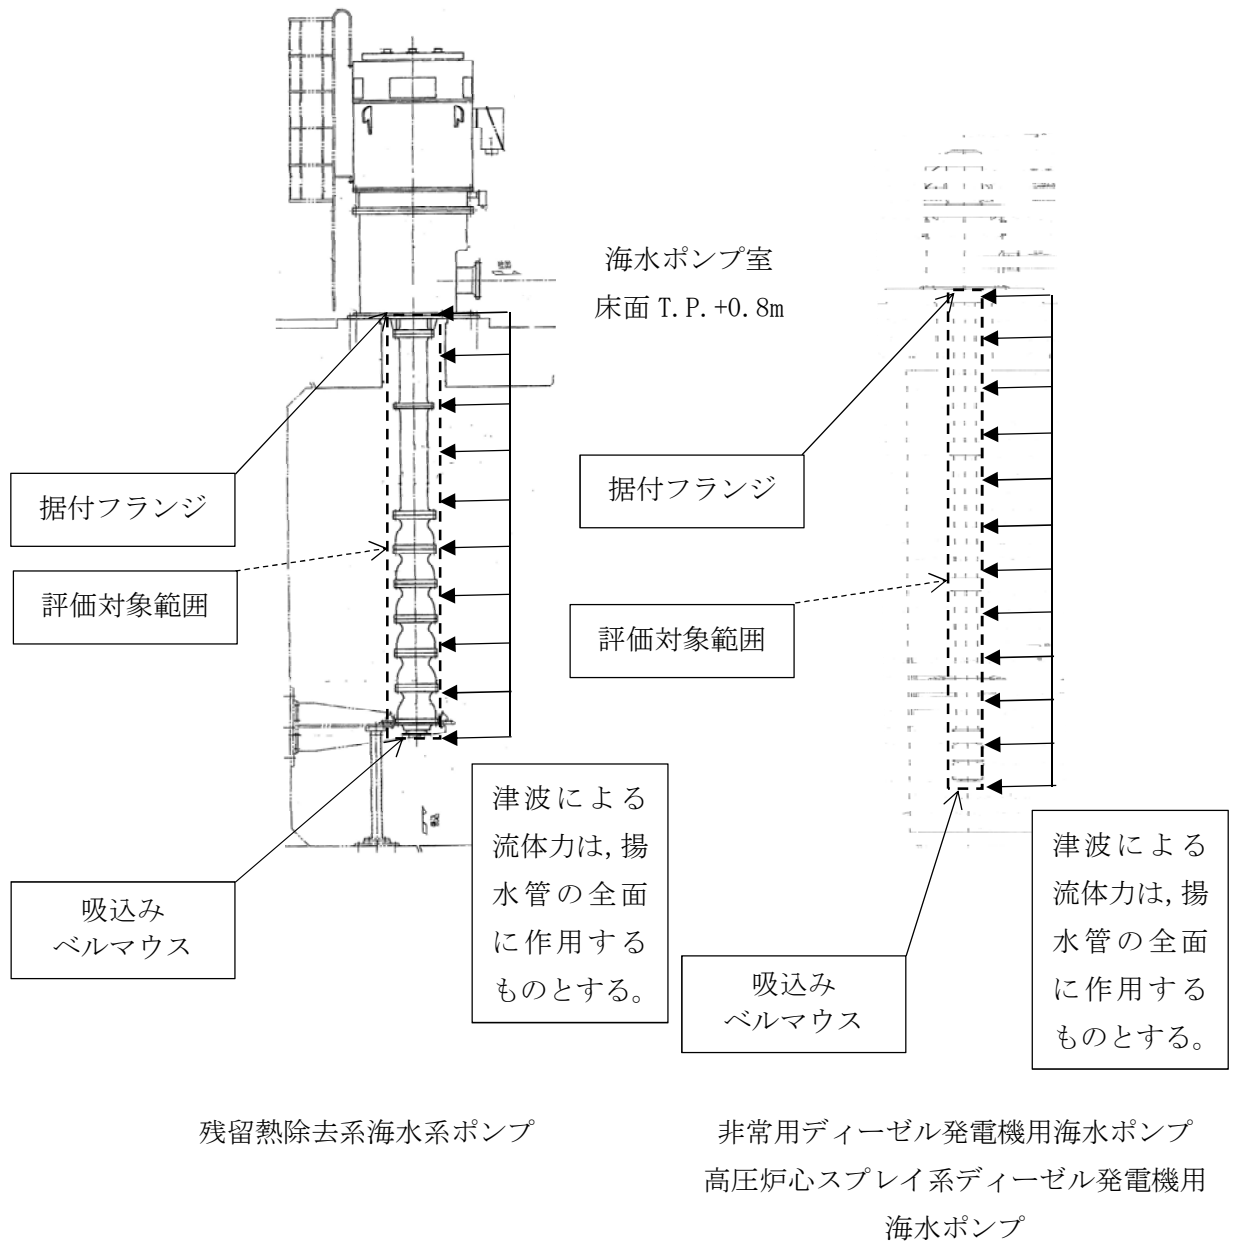 海水ポンプ室
床面 T.P.+0.8m
据付フランジ
評価対象範囲
吸込み
ベルマウス
津波による
流体力は,揚
水管の全面
に作用する
ものとする。
据付フランジ
評価対象範囲
吸込み
ベルマウス
津波による
流体力は,揚
水管の全面
に作用する
ものとする。
残留熱除去系海水系ポンプ
非常用ディーゼル発電機用海水ポンプ
高圧炉心スプレイ系ディーゼル発電機用
海水ポンプ